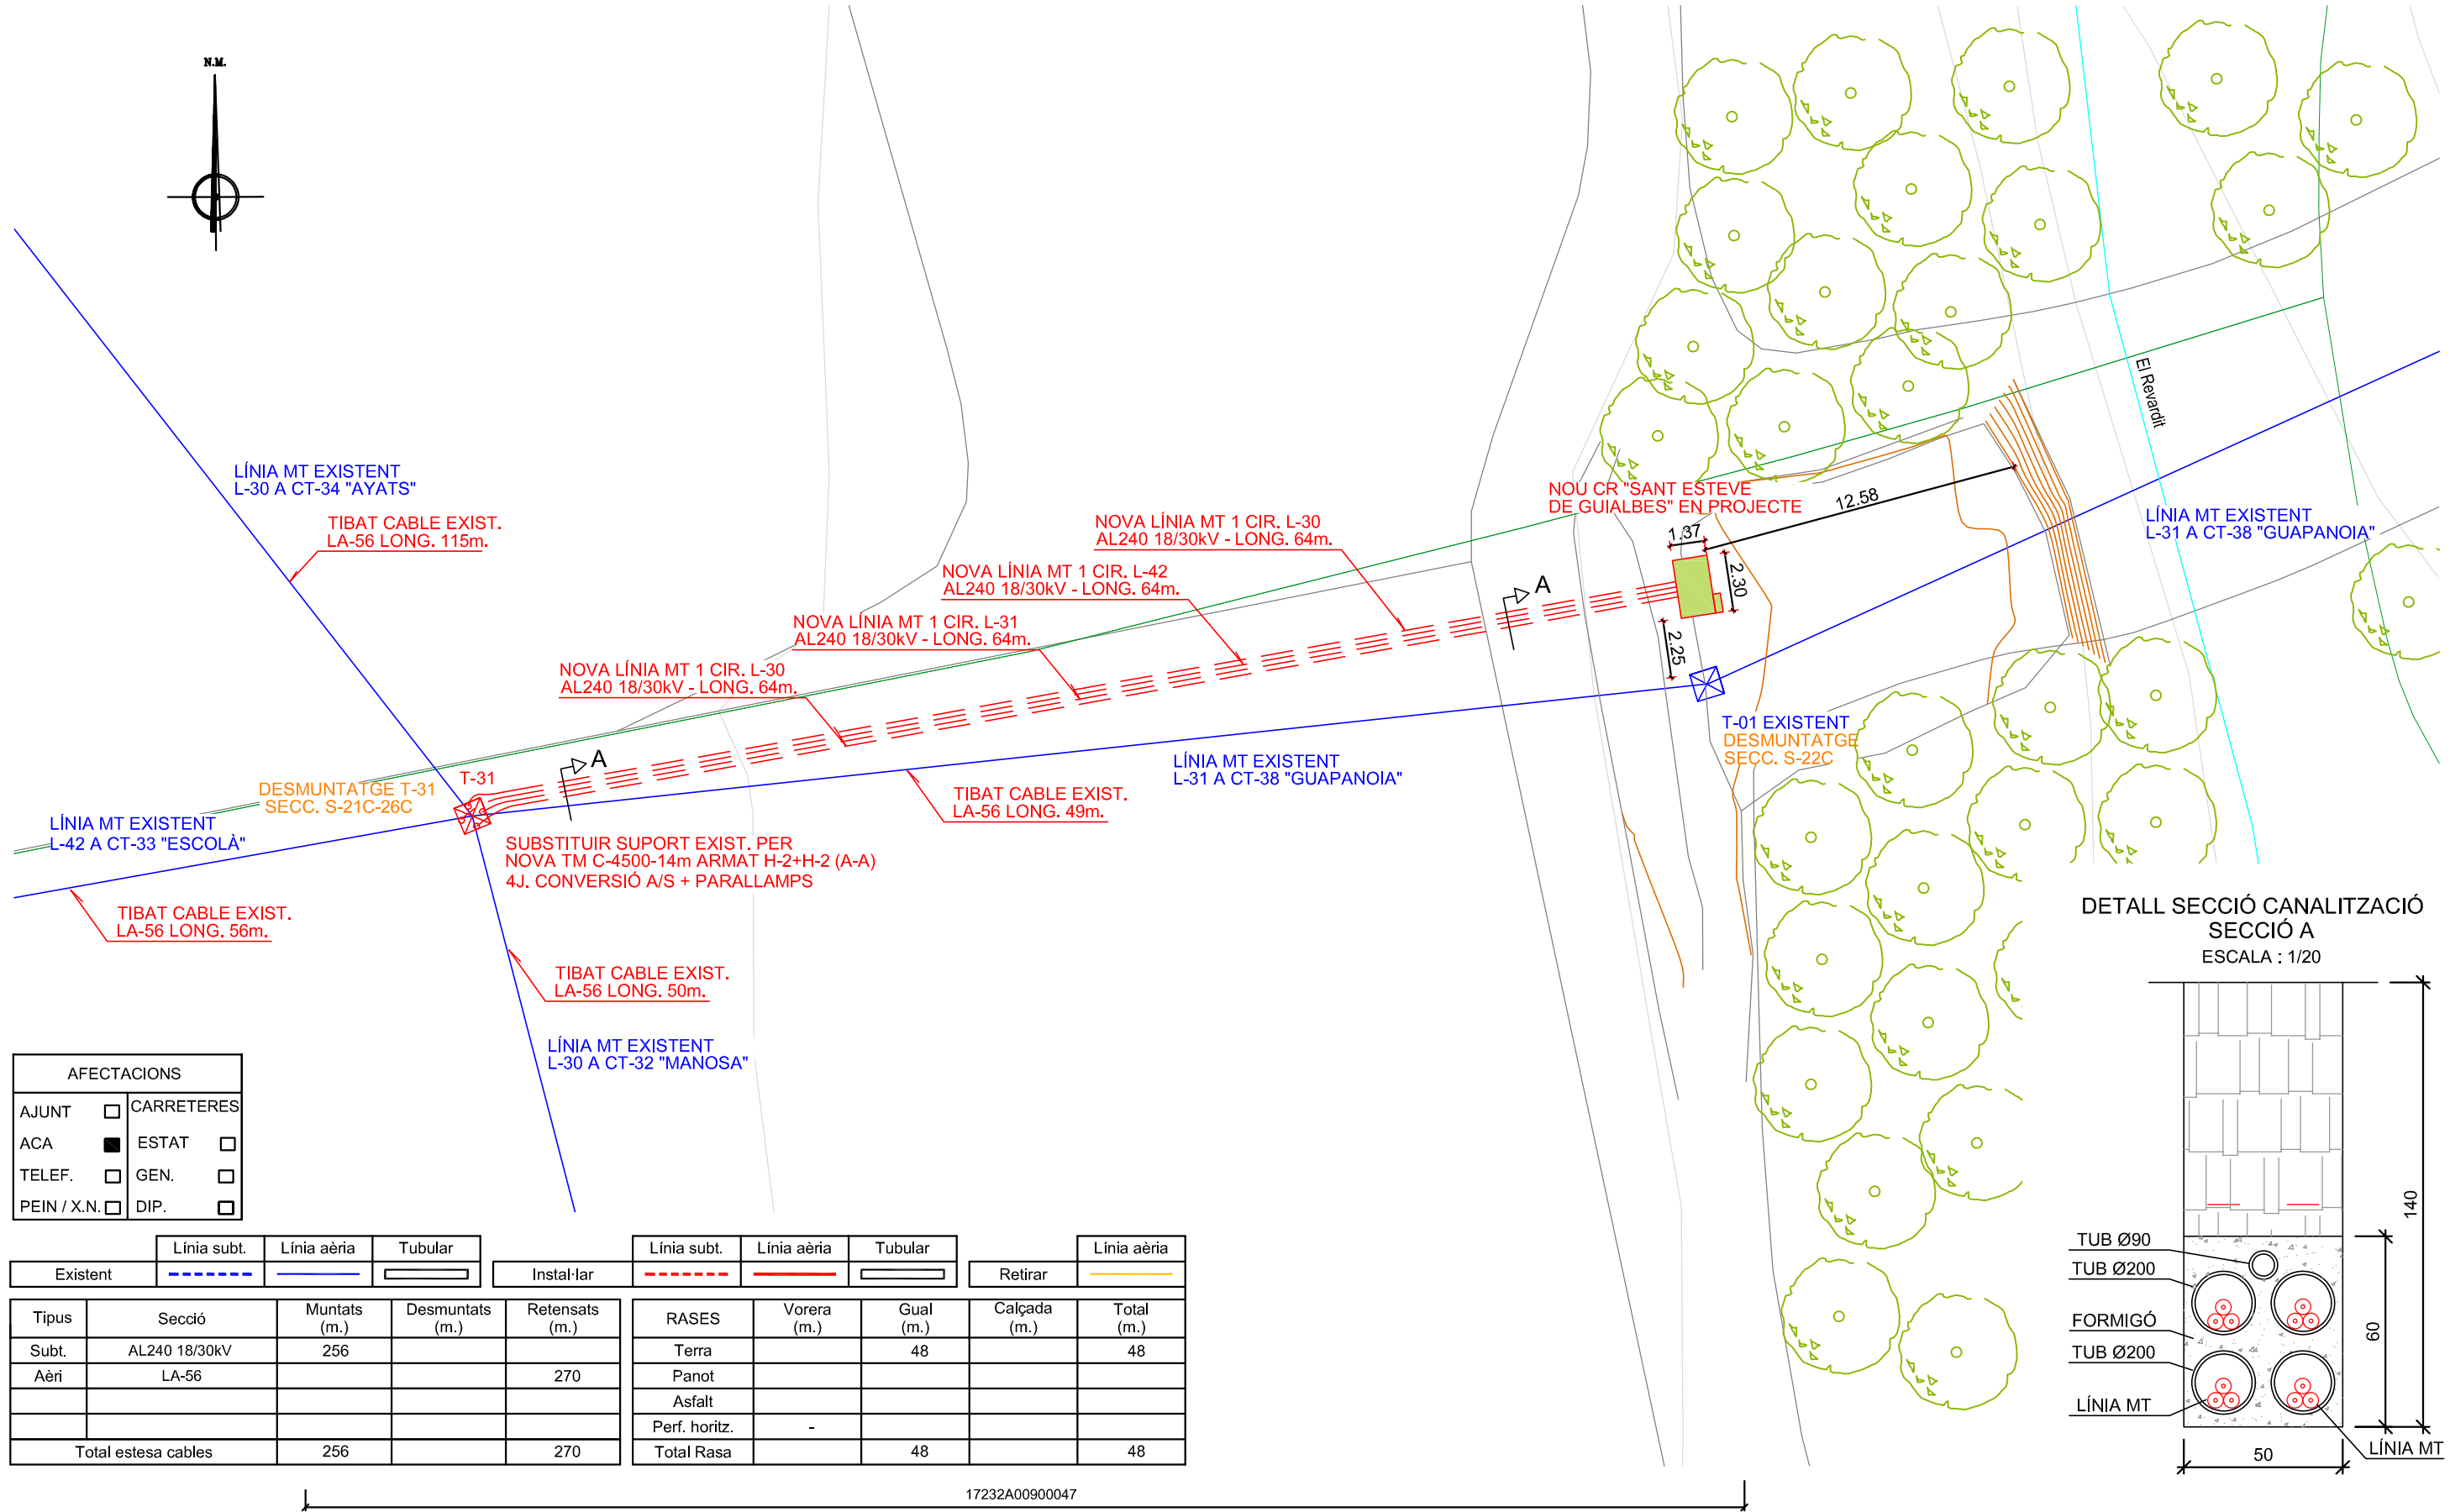 N.M.
LÍNIA MT EXISTENT
L-30 A CT-34 "AYATS"
TIBAT CABLE EXIST.
LA-56 LONG. 115m.
NOVA LÍNIA MT 1 CIR. L-30
AL240 18/30kV - LONG. 64m.
NOVA LÍNIA MT 1 CIR. L-42
AL240 18/30kV - LONG. 64m.
NOVA LÍNIA MT 1 CIR. L-31
AL240 18/30kV - LONG. 64m.
NOVA LÍNIA MT 1 CIR. L-30
AL240 18/30kV - LONG. 64m.
NOU CR "SANT ESTEVE
DE GUIALBES" EN PROJECTE
12.58
1.37
2.30
2.25
El Revardit
LÍNIA MT EXISTENT
L-31 A CT-38 "GUAPANOIA"
A
A
T-01 EXISTENT
DESMUNTATGE
SECC. S-22C
LÍNIA MT EXISTENT
L-31 A CT-38 "GUAPANOIA"
TIBAT CABLE EXIST.
LA-56 LONG. 49m.
T-31
DESMUNTATGE T-31
SECC. S-21C-26C
LÍNIA MT EXISTENT
L-42 A CT-33 "ESCOLÀ"
SUBSTITUIR SUPORT EXIST. PER
NOVA TM C-4500-14m ARMAT H-2+H-2 (A-A)
4J. CONVERSIÓ A/S + PARALLAMPS
TIBAT CABLE EXIST.
LA-56 LONG. 56m.
TIBAT CABLE EXIST.
LA-56 LONG. 50m.
LÍNIA MT EXISTENT
L-30 A CT-32 "MANOSA"
DETALL SECCIÓ CANALITZACIÓ
SECCIÓ A
ESCALA : 1/20
140
60
50
TUB Ø90
TUB Ø200
FORMIGÓ
TUB Ø200
LÍNIA MT
LÍNIA MT
AFECTACIONS
AJUNT CARRETERES
ACA ESTAT
TELEF. GEN.
PEIN / X.N. DIP.
Línia subt. Línia aèria Tubular
Existent
Línia subt. Línia aèria Tubular
Instal·lar
Línia aèria
Retirar
Tipus Secció Muntats (m.) Desmuntats (m.) Retensats (m.)
Subt. AL240 18/30kV 256
Aèri LA-56 270
Total estesa cables 256 270
RASES Vorera (m.) Gual (m.) Calçada (m.) Total (m.)
Terra 48 48
Panot
Asfalt
Perf. horitz. -
Total Rasa 48 48
17232A00900047